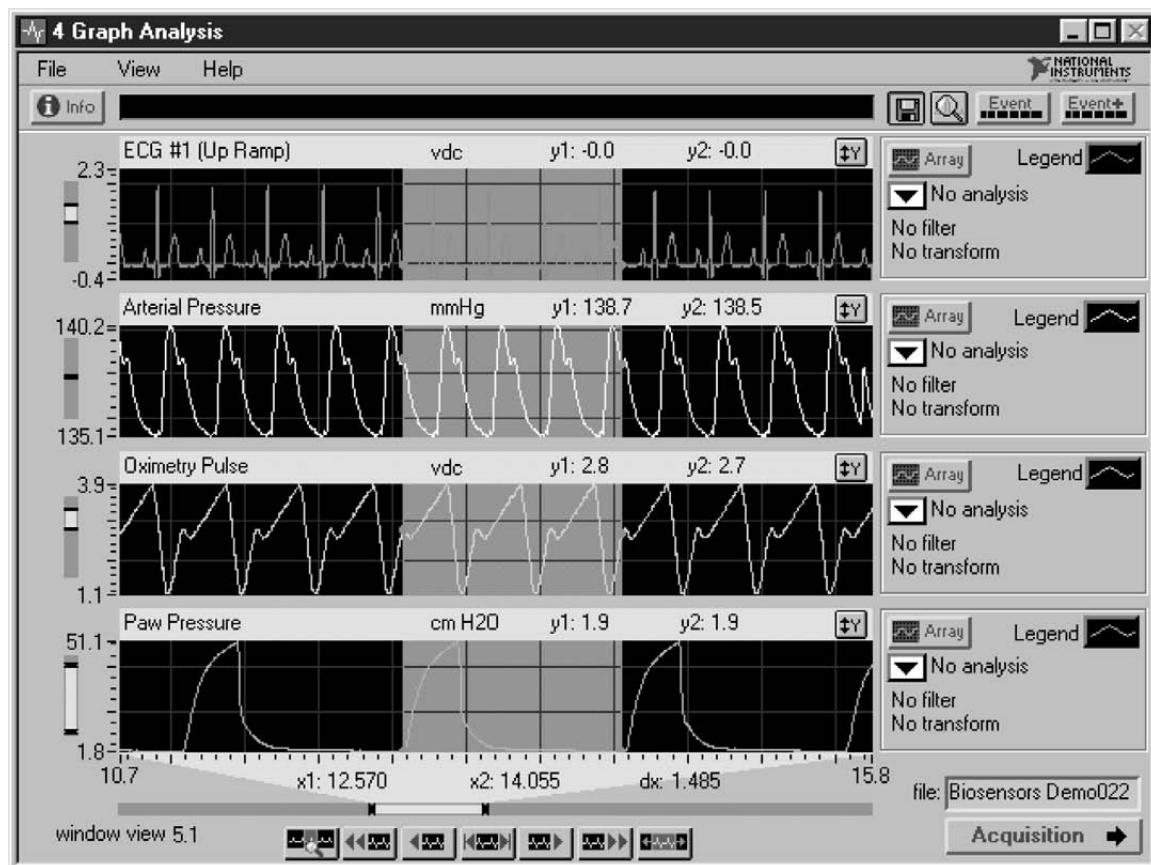 4 Graph Analysis
File View Help
NATIONAL INSTRUMENTS
Info
Event Event+
ECG #1 (Up Ramp) vdc y1: -0.0 y2: -0.0 ‡Y
2.3
-0.4
Array Legend
No analysis
No filter
No transform
Arterial Pressure mmHg y1: 138.7 y2: 138.5 ‡Y
140.2
135.1
Array Legend
No analysis
No filter
No transform
Oximetry Pulse vdc y1: 2.8 y2: 2.7 ‡Y
3.9
1.1
Array Legend
No analysis
No filter
No transform
Paw Pressure cm H2O y1: 1.9 y2: 1.9 ‡Y
51.1
1.8
Array Legend
No analysis
No filter
No transform
10.7 x1: 12.570 x2: 14.055 dx: 1.485 15.8
file: Biosensors Demo022
window view 5.1
Acquisition